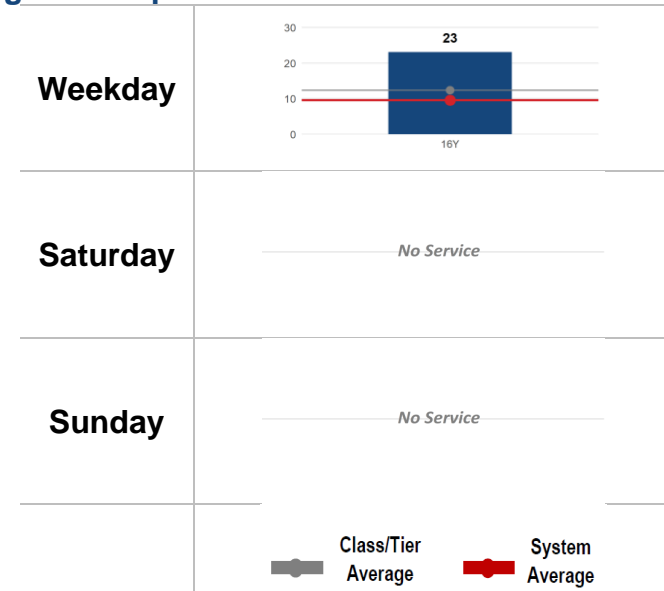 Weekday
30
23
20
10
0
16Y
Saturday
No Service
Sunday
No Service
Class/Tier
Average
System
Average